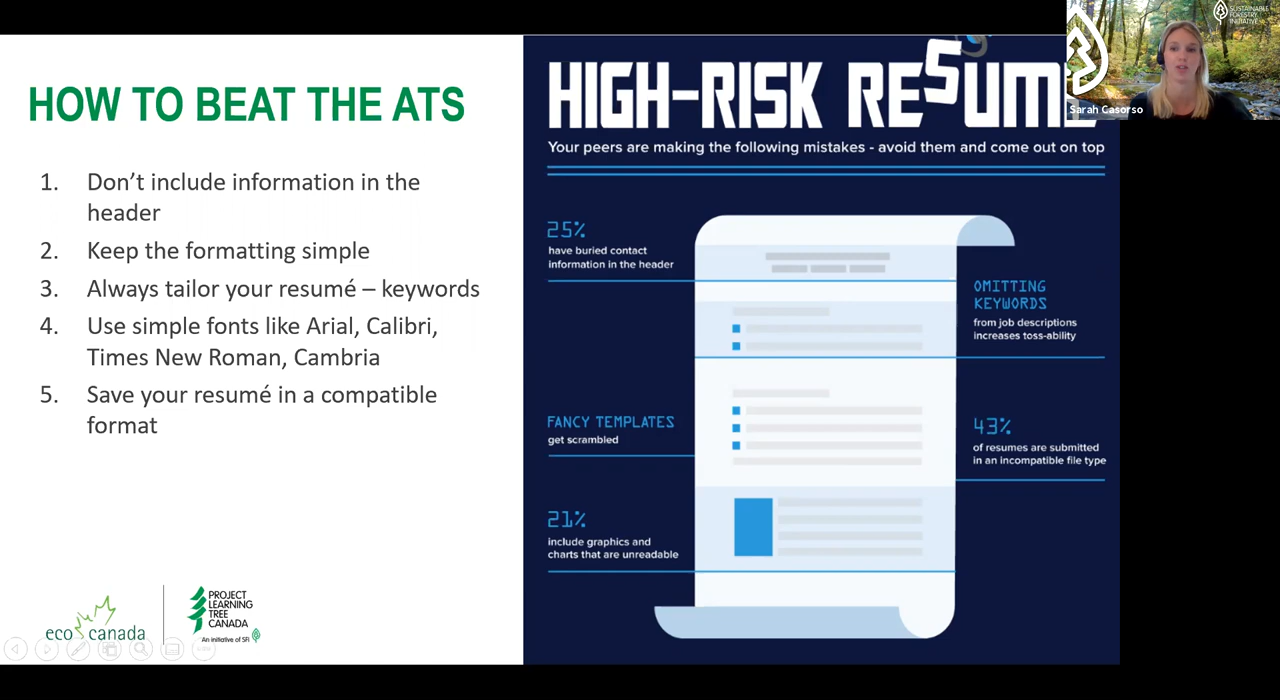 HOW TO BEAT THE ATS
1. Don’t include information in the
header
2. Keep the formatting simple
3. Always tailor your resumé – keywords
4. Use simple fonts like Arial, Calibri,
Times New Roman, Cambria
5. Save your resumé in a compatible
format
eco canada
PROJECT
LEARNING
TREE
CANADA
An initiative of SFI
HIGH-RISK RESUME
Your peers are making the following mistakes - avoid them and come out on top
25%
have buried contact
information in the header
OMITTING
KEYWORDS
from job descriptions
increases toss-ability
FANCY TEMPLATES
get scrambled
43%
of resumes are submitted
in an incompatible file type
21%
include graphics and
charts that are unreadable
SUSTAINABLE
FORESTRY
INITIATIVE
Sarah Casorso